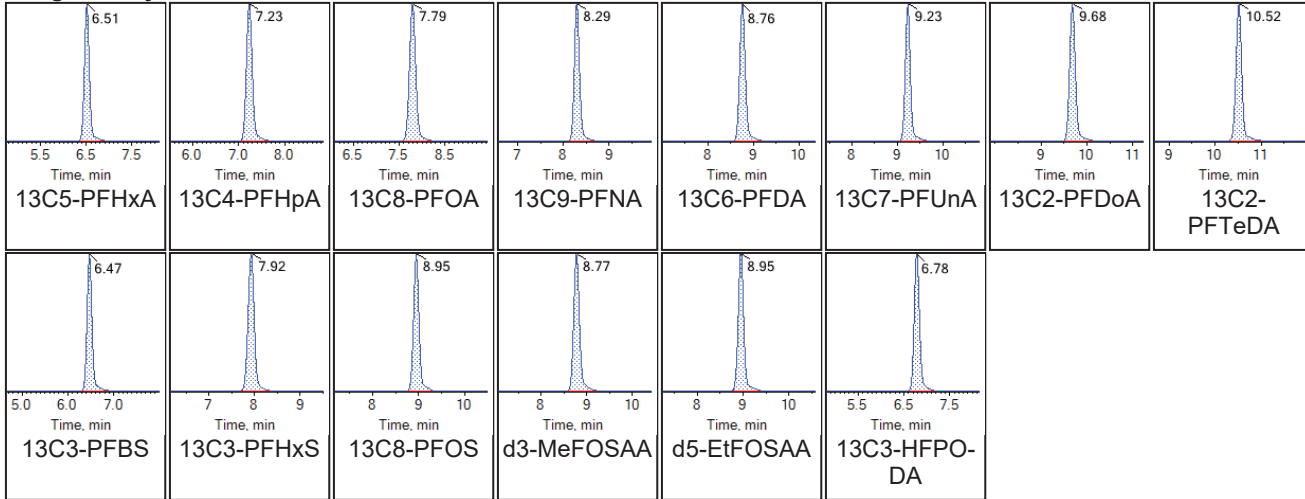 6.51
5.5 6.5 7.5
Time, min
13C5-PFHxA
7.23
6.0 7.0 8.0
Time, min
13C4-PFHpA
7.79
6.5 7.5 8.5
Time, min
13C8-PFOA
8.29
7 8 9
Time, min
13C9-PFNA
8.76
8 9 10
Time, min
13C6-PFDA
9.23
8 9 10
Time, min
13C7-PFUnA
9.68
9 10 11
Time, min
13C2-PFDoA
10.52
9 10 11
Time, min
13C2-
PFTeDA
6.47
5.0 6.0 7.0
Time, min
13C3-PFBS
7.92
7 8 9
Time, min
13C3-PFHxS
8.95
8 9 10
Time, min
13C8-PFOS
8.77
8 9 10
Time, min
d3-MeFOSAA
8.95
8 9 10
Time, min
d5-EtFOSAA
6.78
5.5 6.5 7.5
Time, min
13C3-HFPO-
DA